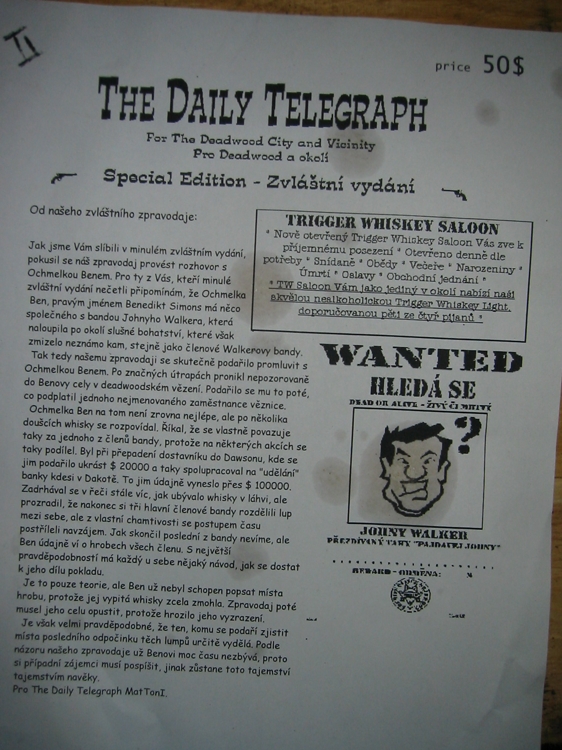 II
price 50$
THE DAILY TELEGRAPH
For The Deadwood City and Vicinity
Pro Deadwood a okolí
Special Edition - Zvláštní vydání
Od našeho zvláštního zpravodaje:
Jak jsme Vám slíbili v minulém zvláštním vydání,
pokusil se náš zpravodaj provést rozhovor s
Ochmelkou Benem. Pro ty z Vás, kteří minulé
zvláštní vydání nečetli připomínám, že Ochmelka
Ben, pravým jménem Benedikt Simons má něco
společného s bandou Johnyho Walkera, která
naloupila po okolí slušné bohatství, které však
zmizelo neznámo kam, stejně jako členové Walkerovy bandy.
Tak tedy našemu zpravodaji se skutečně podařilo promluvit s
Ochmelkou Benem. Po značných útrapách pronikl nepozorovaně
do Benovy cely v deadwoodském vězení. Podařilo se mu to poté,
co podplatil jednoho nejmenovaného zaměstnance věznice.
Ochmelka Ben na tom není zrovna nejlépe, ale po několika
doušcích whisky se rozpovídal. Říkal, že se vlastně považuje
taky za jednoho z členů bandy, protože na některých akcích se
taky podílel. Byl při přepadení dostavníku do Dawsonu, kde se
jim podařilo ukrást $ 20000 a taky spolupracoval na "udělání"
banky kdesi v Dakotě. To jim údajně vyneslo přes $ 100000.
Zadrhával se v řeči stále víc, jak ubývalo whisky v láhvi, ale
prozradil, že nakonec si tři hlavní členové bandy rozdělili lup
mezi sebe, ale z vlastní chamtivosti se postupem času
postříleli navzájem. Jak skončil poslední z bandy nevíme, ale
Ben údajně ví o hrobech všech členu. S největší
pravděpodobností má každý u sebe nějaký návod, jak se dostat
k jeho dílu pokladu.
Je to pouze teorie, ale Ben už nebyl schopen popsat místa
hrobu, protože jej vypitá whisky zcela zmohla. Zpravodaj poté
musel jeho celu opustit, protože hrozilo jeho vyzrazení.
Je však velmi pravděpodobné, že ten, komu se podaří zjistit
místa posledního odpočinku těch lumpů určitě vydělá. Podle
názoru našeho zpravodaje už Benovi moc času nezbývá, proto
si případní zájemci musí pospíšit, jinak zůstane toto tajemství
tajemstvím navěky.
Pro The Daily Telegraph MatTonI.
TRIGGER WHISKEY SALOON
* Nově otevřený Trigger Whiskey Saloon Vás zve k
příjemnému posezení * Otevřeno denně dle
potřeby * Snídaně * Obědy * Večeře * Narozeniny *
Úmrtí * Oslavy * Obchodní jednání *
* TW Saloon Vám jako jediný v okolí nabízí naši
skvělou nealkoholickou Trigger Whiskey Light,
doporučovanou pěti ze čtyř pijanů *
WANTED
HLEDÁ SE
DEAD OR ALIVE - ŽIVÝ ČI MRTVÝ
?
JOHNY WALKER
PŘEZDÍVANÝ JOHNY"
REWARD - ODMĚNA: